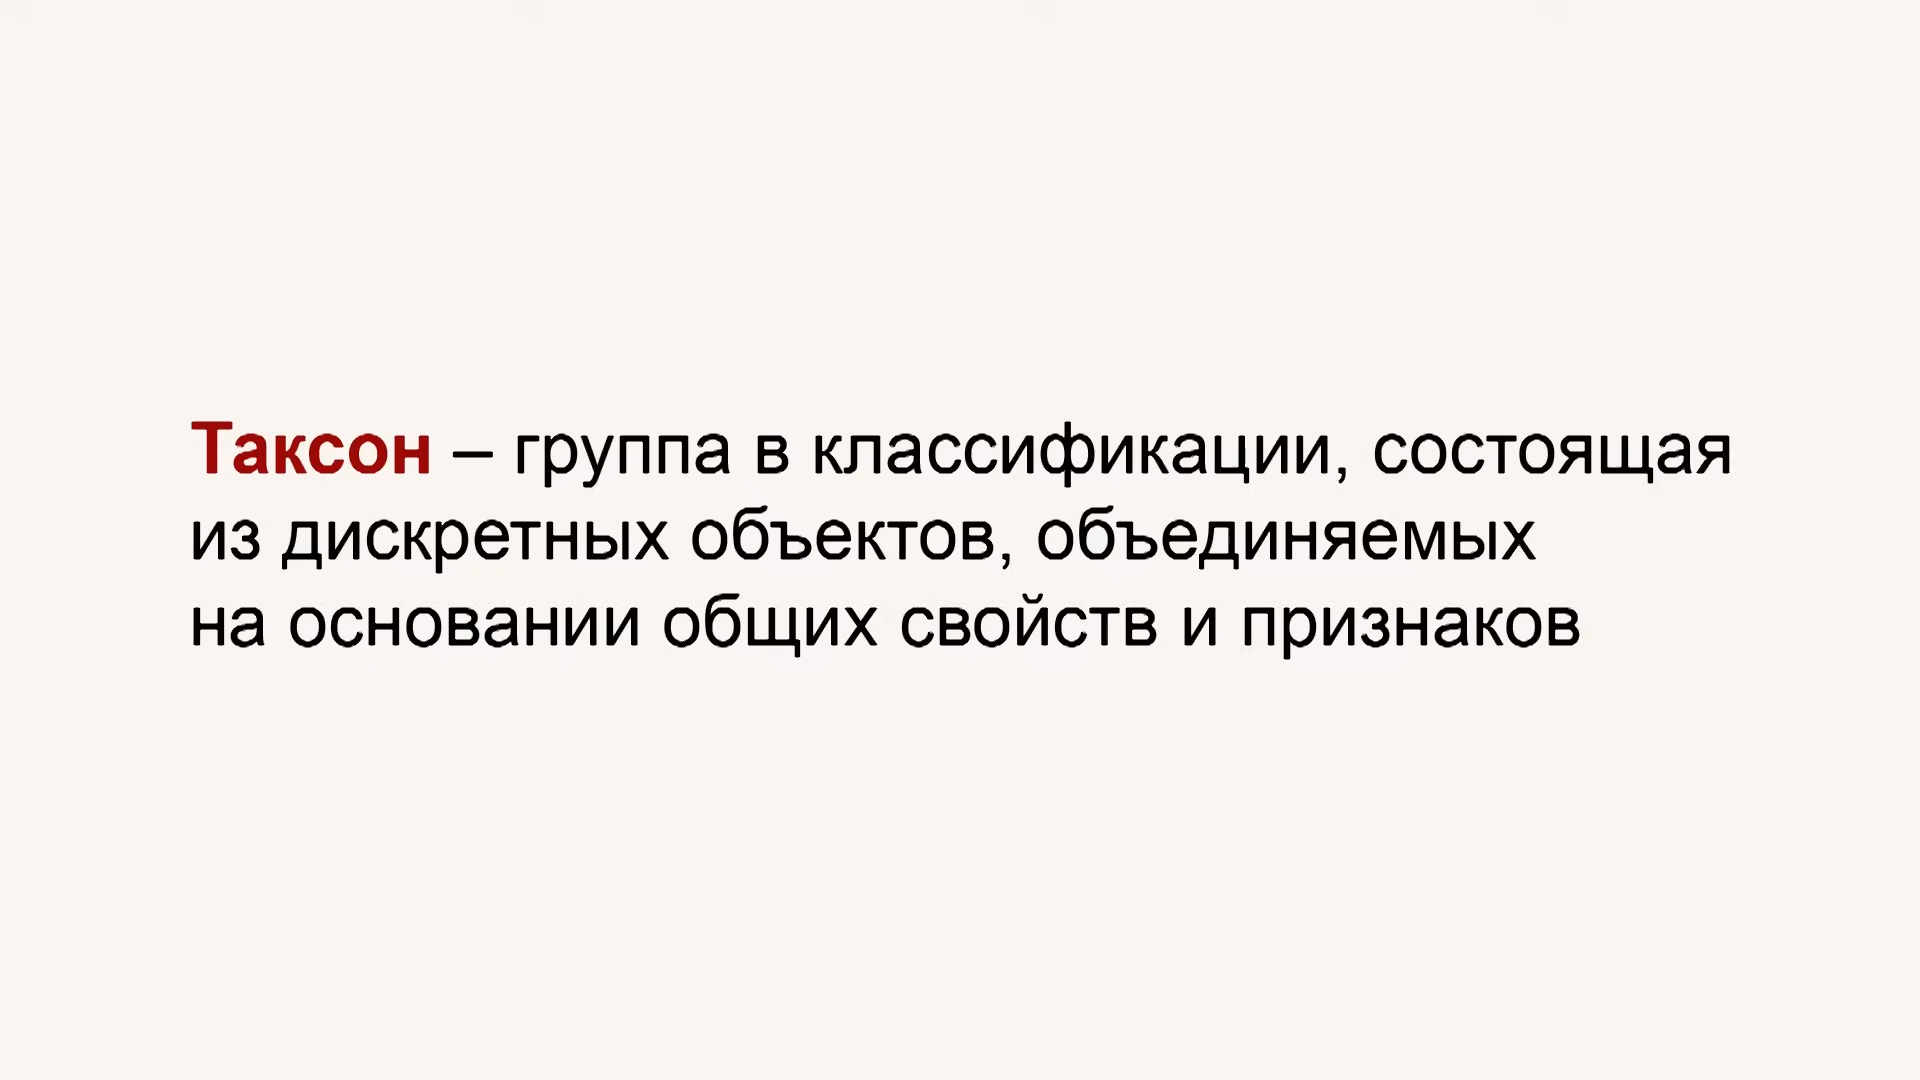 Таксон – группа в классификации, состоящая
из дискретных объектов, объединяемых
на основании общих свойств и признаков